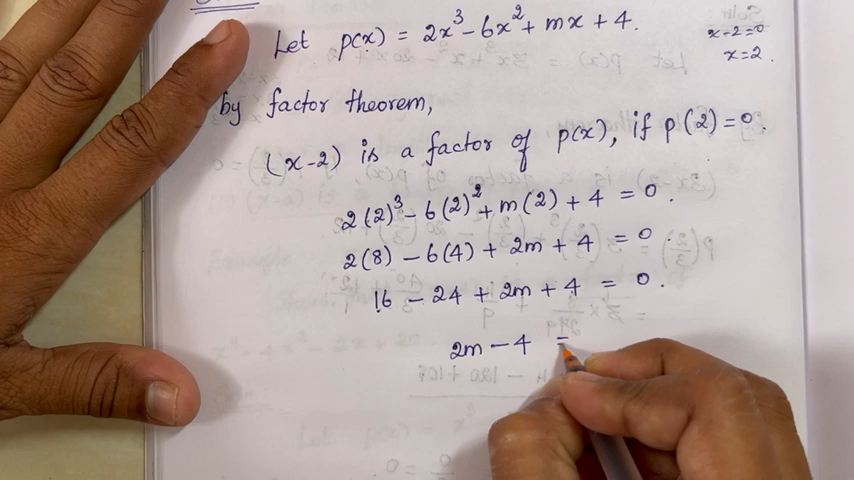 Let p(x) = 2x³ - 6x² + mx + 4.
x-2=0
x=2.
by factor theorem,
(x-2) is a factor of p(x), if p(2)=0.
2(2)³ - 6(2)² + m(2) + 4 = 0.
2(8) - 6(4) + 2m + 4 = 0.
16 - 24 + 2m + 4 = 0.
2m - 4 =